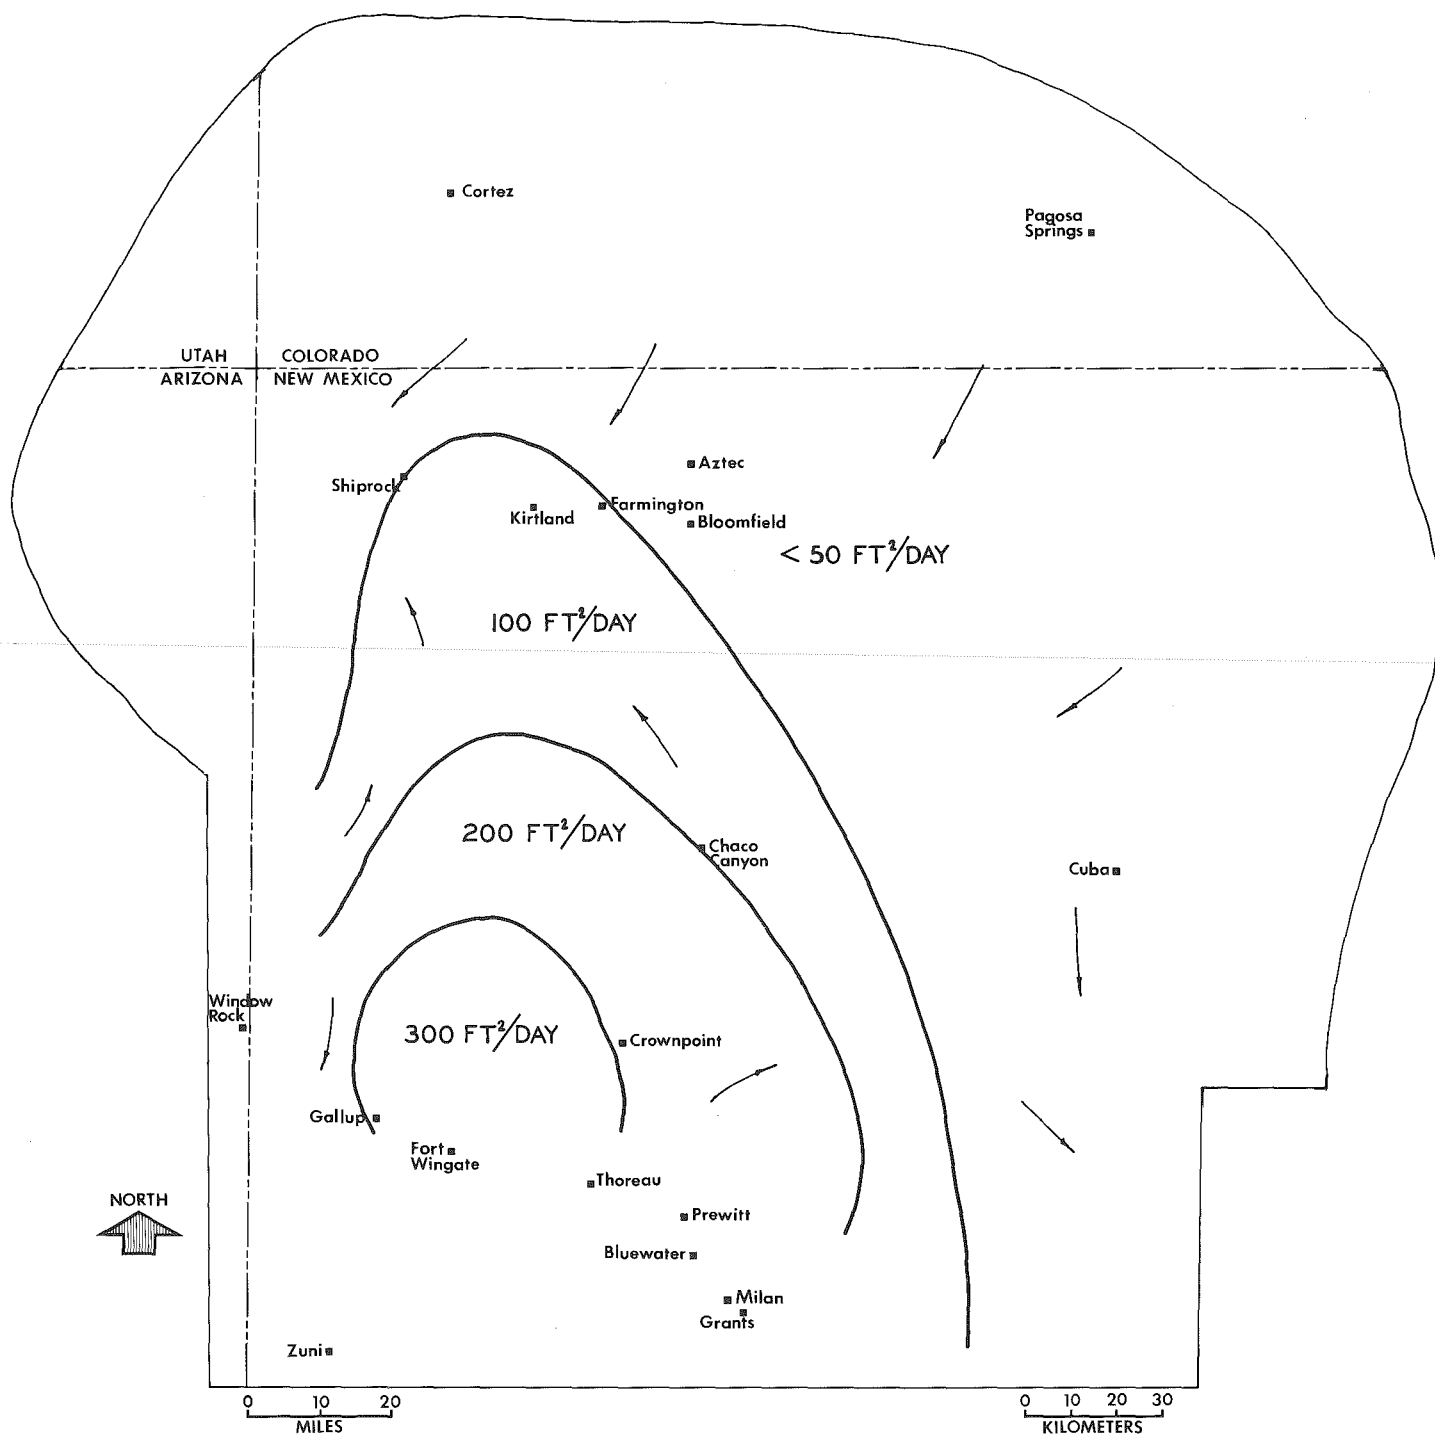 Cortez
Pagosa
Springs
UTAH
COLORADO
ARIZONA
NEW MEXICO
Aztec
Shiprock
Farmington
Kirtland
Bloomfield
< 50 FT²/DAY
100 FT²/DAY
200 FT²/DAY
Chaco
Canyon
Cuba
Window
Rock
300 FT²/DAY
Crownpoint
Gallup
Fort
Wingate
Thoreau
NORTH
Prewitt
Bluewater
Milan
Grants
Zuni
0 10 20
MILES
0 10 20 30
KILOMETERS